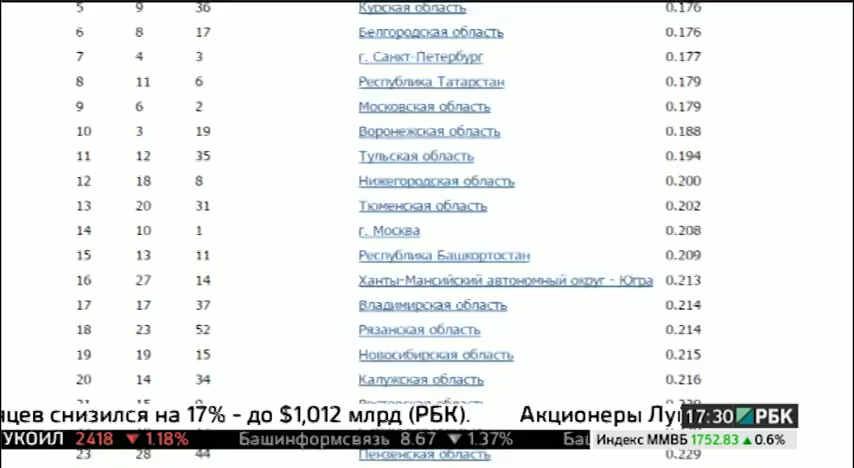 5 9 36 Курская область 0.176
6 8 17 Белгородская область 0.176
7 4 3 г. Санкт-Петербург 0.177
8 11 6 Республика Татарстан 0.179
9 6 2 Московская область 0.179
10 3 19 Воронежская область 0.188
11 12 35 Тульская область 0.194
12 18 8 Нижегородская область 0.200
13 20 31 Тюменская область 0.202
14 10 1 г. Москва 0.208
15 13 11 Республика Башкортостан 0.209
16 27 14 Ханты-Мансийский автономный округ - Югра 0.213
17 17 37 Владимирская область 0.214
18 23 52 Рязанская область 0.214
19 19 15 Новосибирская область 0.215
20 14 34 Калужская область 0.216
яцев снизился на 17% - до $1,012 млрд (РБК). Акционеры Лу 17:30 РБК
УКОИЛ 2418 ▼ 1.18% Башинформсвязь 8.67 ▼ 1.37% Баш Индекс ММВБ 1752.83 ▲ 0.6%
23 28 44 Пензенская область 0.229